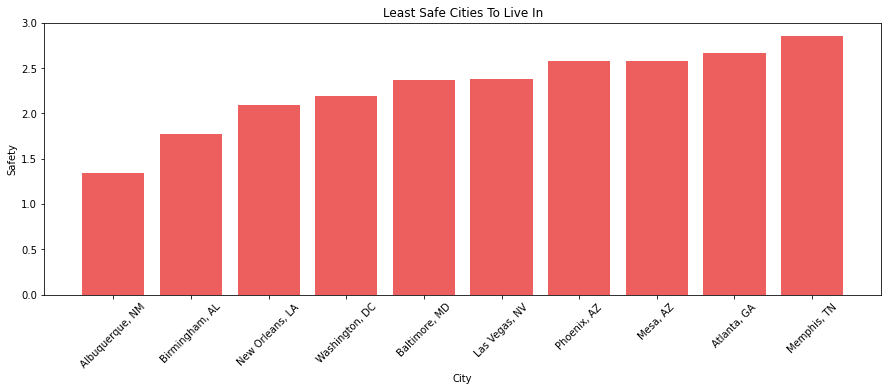 Least Safe Cities To Live In
3.0
2.5
2.0
1.5
1.0
0.5
0.0
Safety
Albuquerque, NM
Birmingham, AL
New Orleans, LA
Washington, DC
Baltimore, MD
Las Vegas, NV
Phoenix, AZ
Mesa, AZ
Atlanta, GA
Memphis, TN
City